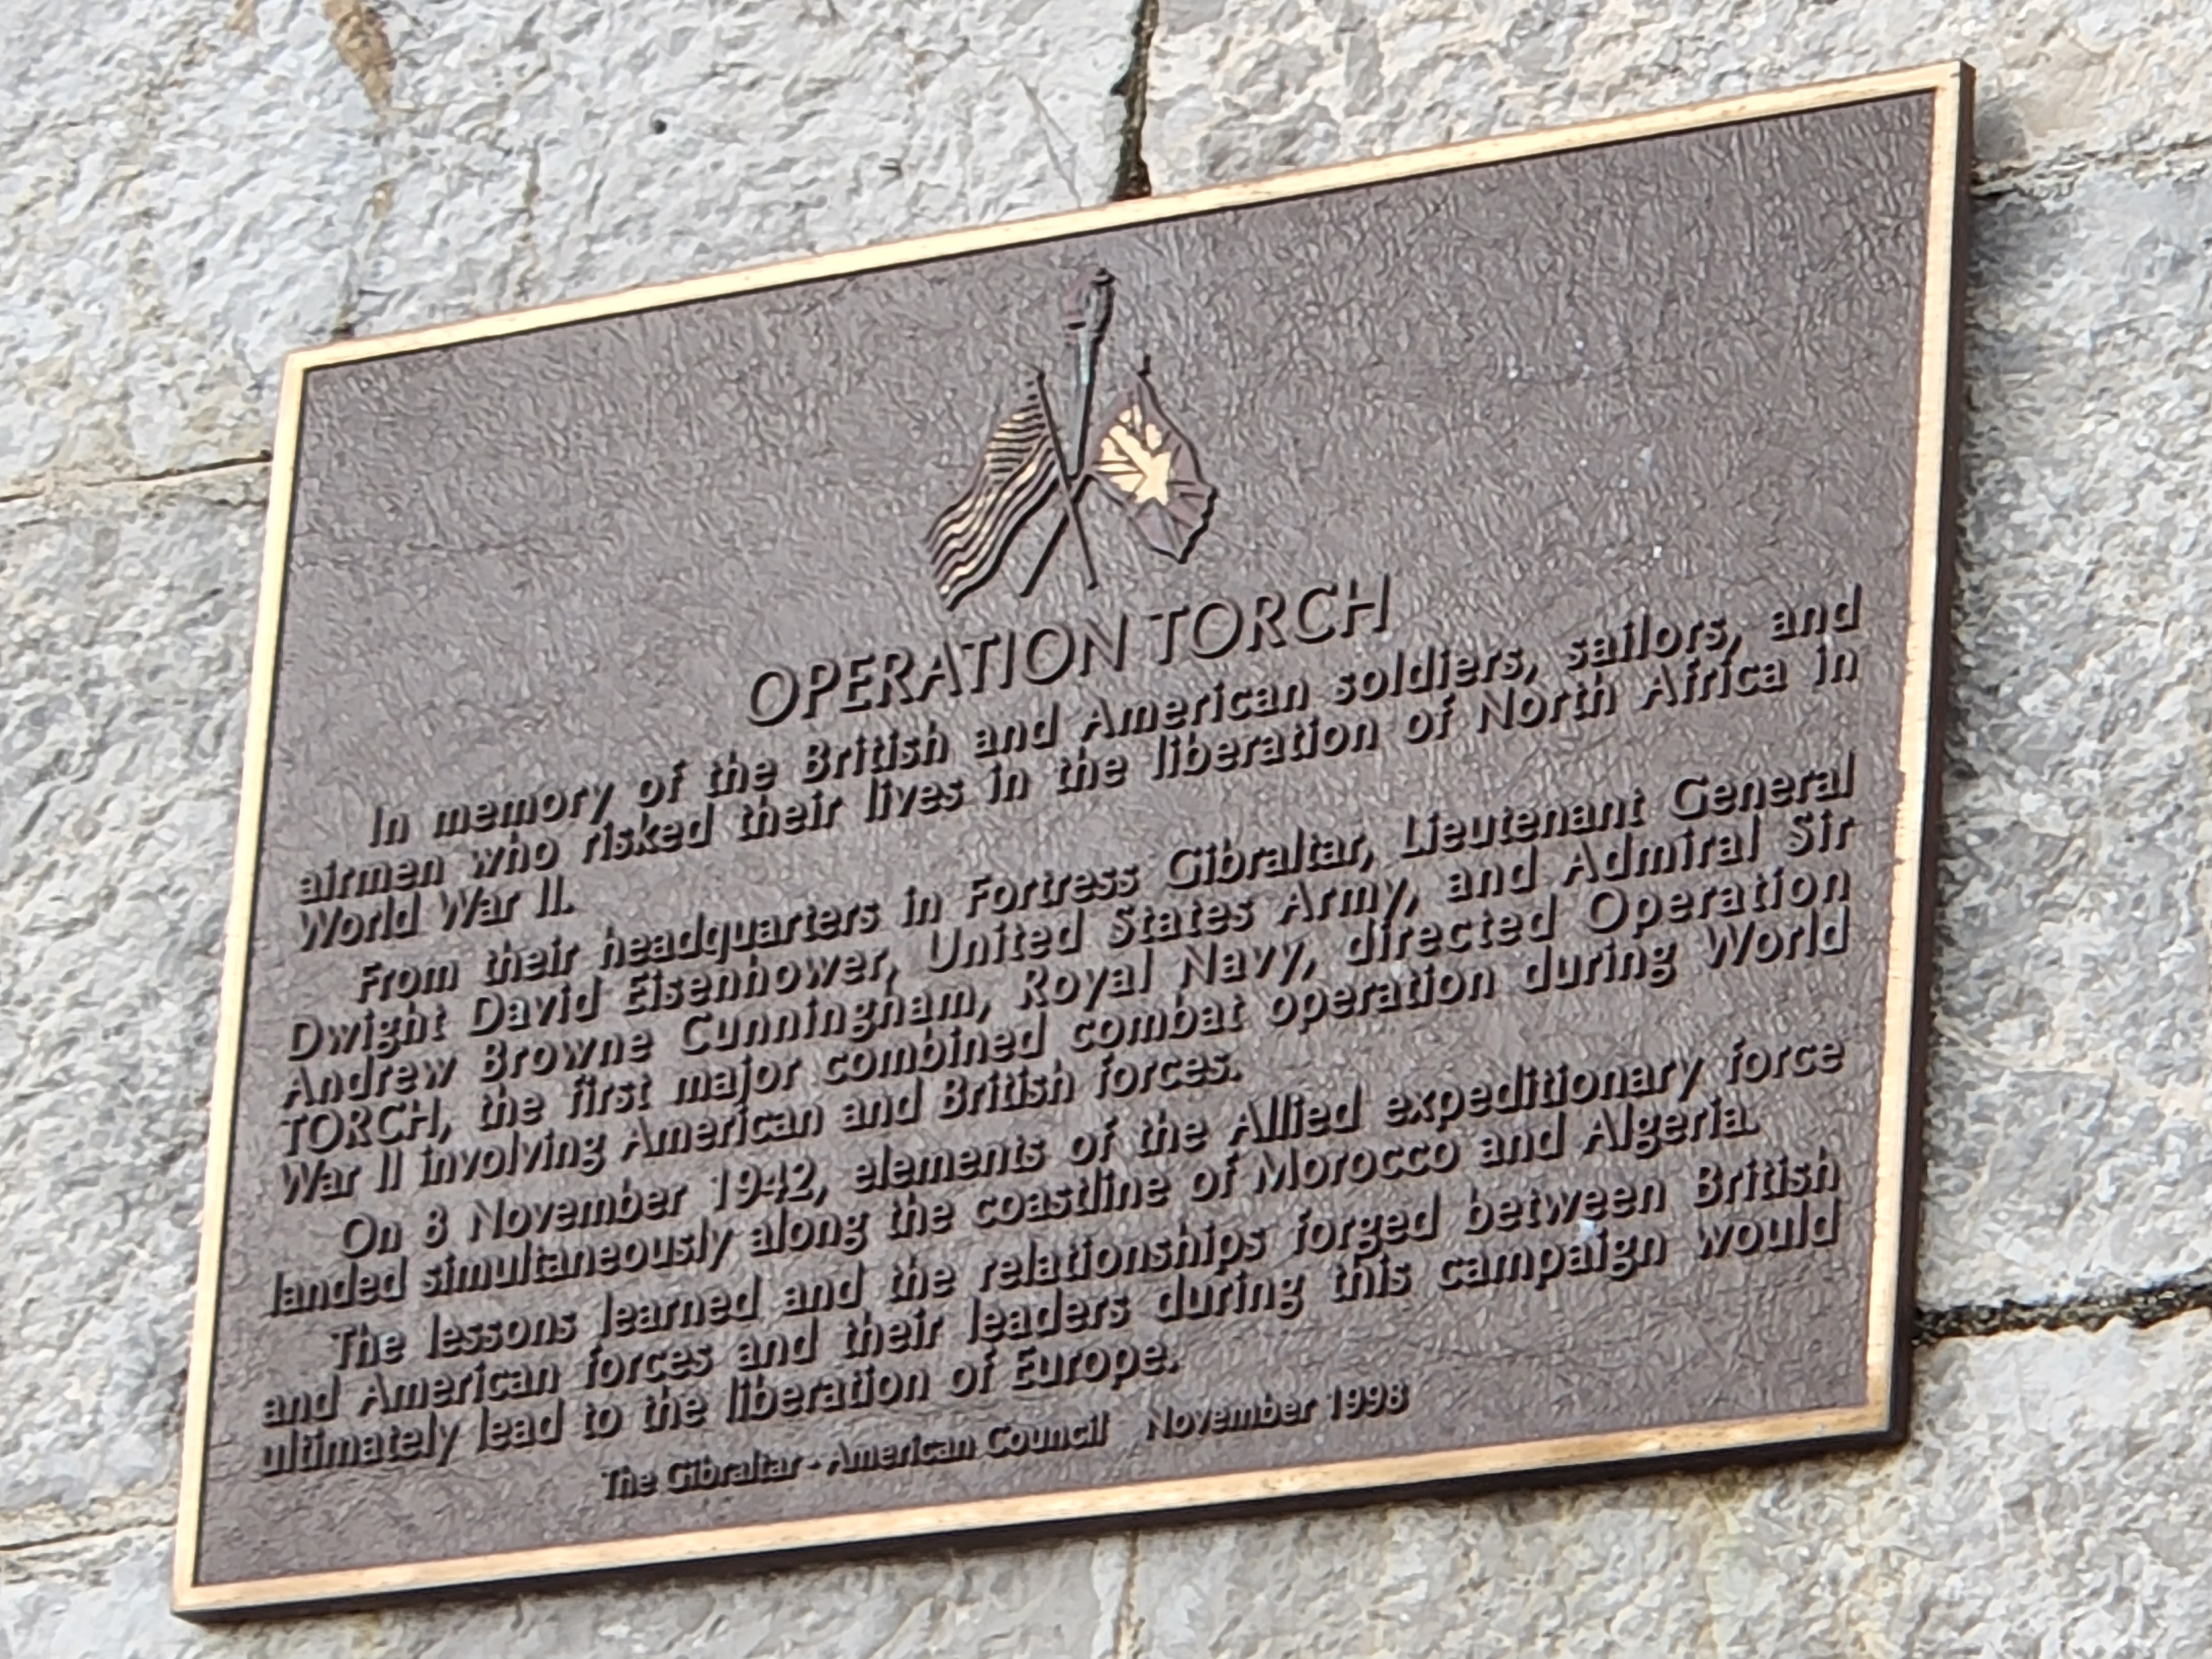 OPERATION TORCH
In memory of the British and American soldiers, sailors, and
airmen who risked their lives in the liberation of North Africa in
World War II.
From their headquarters in Fortress Gibraltar, Lieutenant General
Dwight David Eisenhower, United States Army, and Admiral Sir
Andrew Browne Cunningham, Royal Navy, directed Operation
TORCH, the first major combined combat operation during World
War II involving American and British forces.
On 8 November 1942, elements of the Allied expeditionary force
landed simultaneously along the coastline of Morocco and Algeria.
The lessons learned and the relationships forged between British
and American forces and their leaders during this campaign would
ultimately lead to the liberation of Europe.
The Gibraltar - American Council November 1998